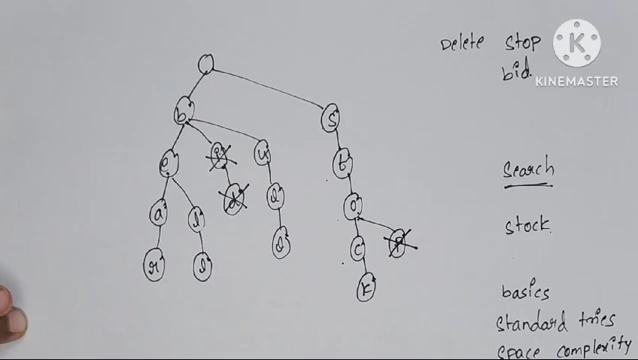 Delete stop
bid
K
KINEMASTER
b
s
e
i
u
t
a
l
d
l
o
r
l
l
c
p
k
search
stock
basics
standard tries
space complexity